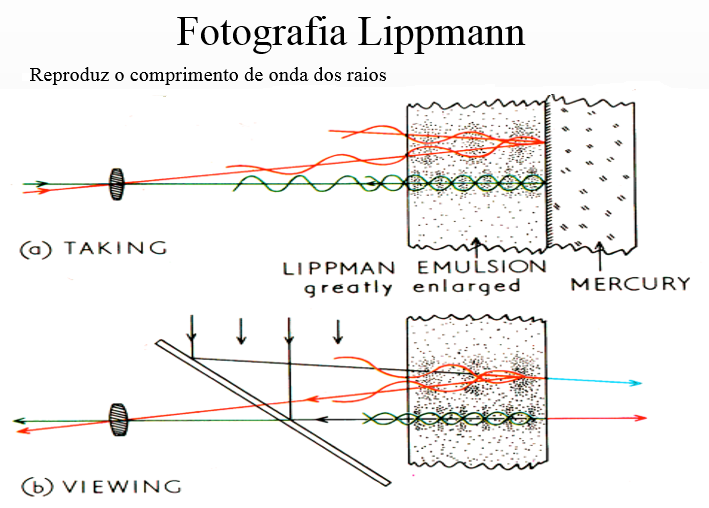 Fotografia Lippmann
Reproduz o comprimento de onda dos raios
(a) TAKING
LIPPMAN EMULSION
greatly enlarged
MERCURY
(b) VIEWING